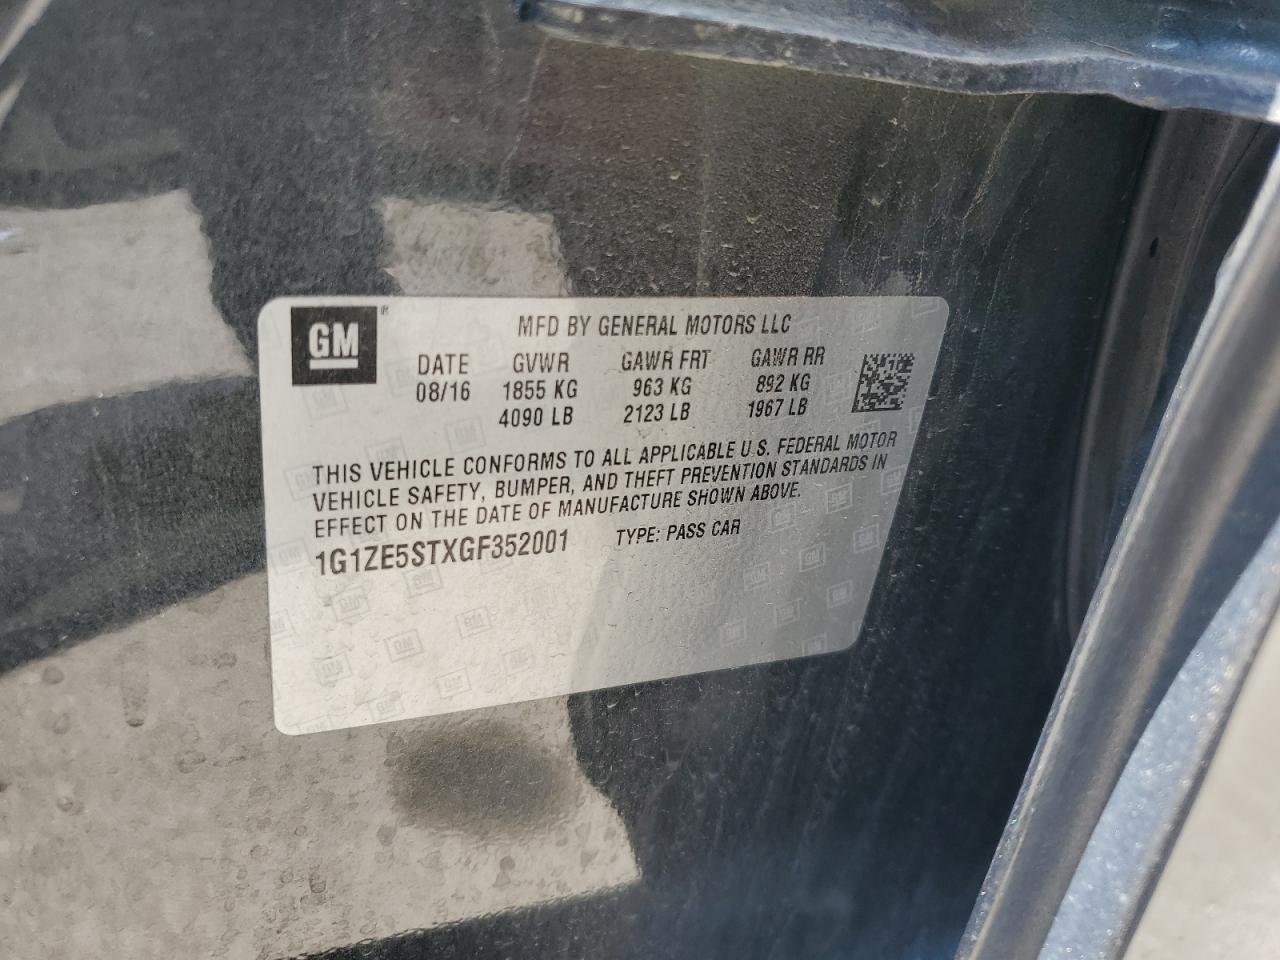 GM ®
MFD BY GENERAL MOTORS LLC
DATE GVWR GAWR FRT GAWR RR
08/16 1855 KG 963 KG 892 KG
4090 LB 2123 LB 1967 LB
THIS VEHICLE CONFORMS TO ALL APPLICABLE U.S. FEDERAL MOTOR
VEHICLE SAFETY, BUMPER, AND THEFT PREVENTION STANDARDS IN
EFFECT ON THE DATE OF MANUFACTURE SHOWN ABOVE.
1G1ZE5STXGF352001 TYPE: PASS CAR